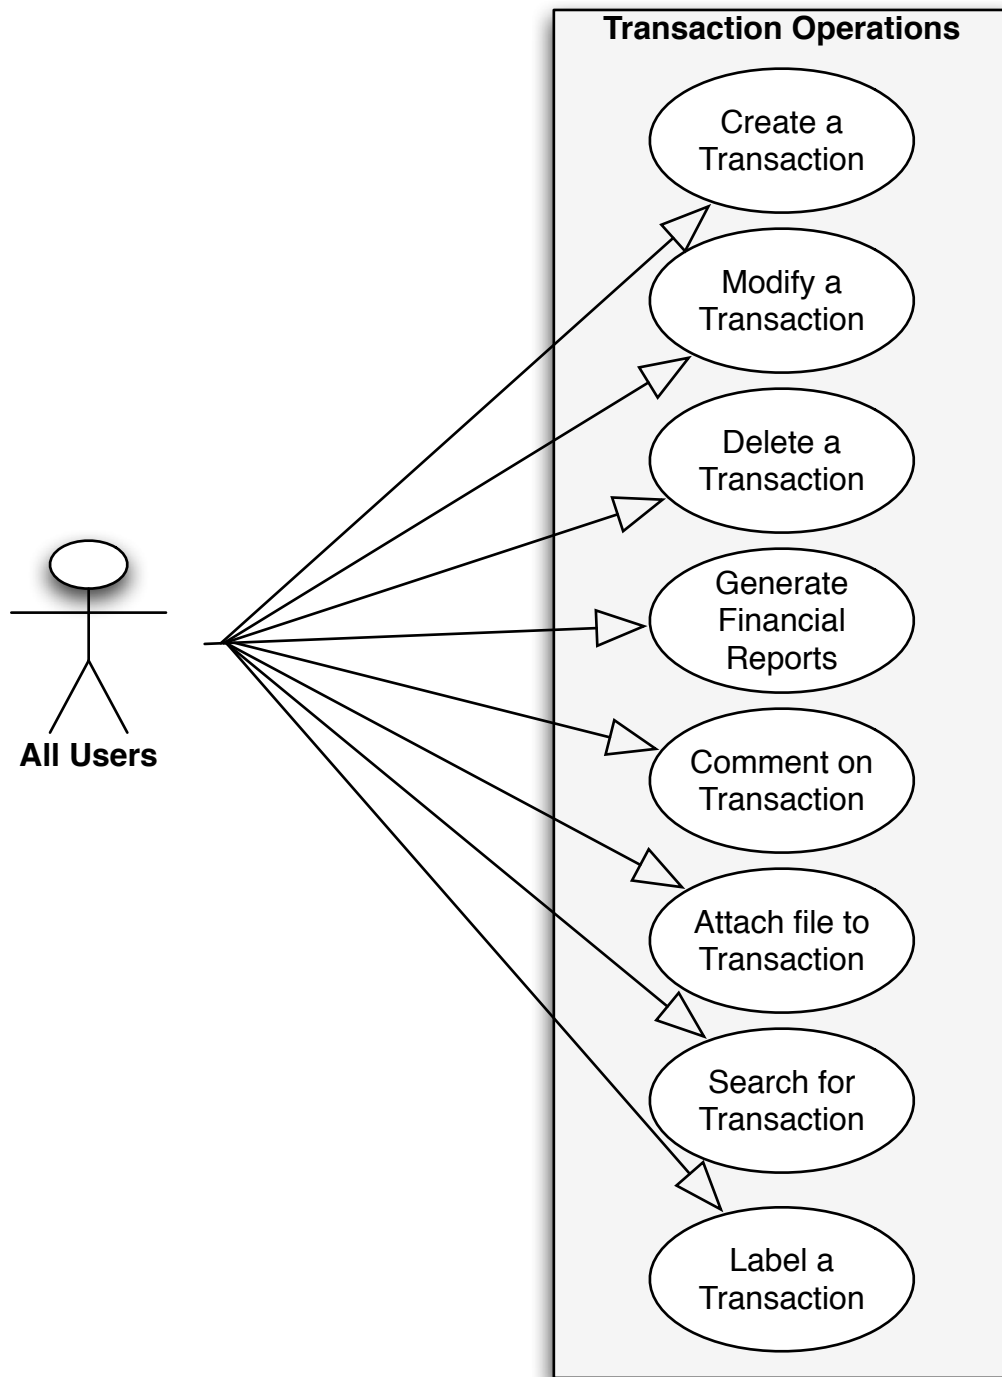 Transaction Operations
Create a
Transaction
Modify a
Transaction
Delete a
Transaction
Generate
Financial
Reports
Comment on
Transaction
Attach file to
Transaction
Search for
Transaction
Label a
Transaction
All Users